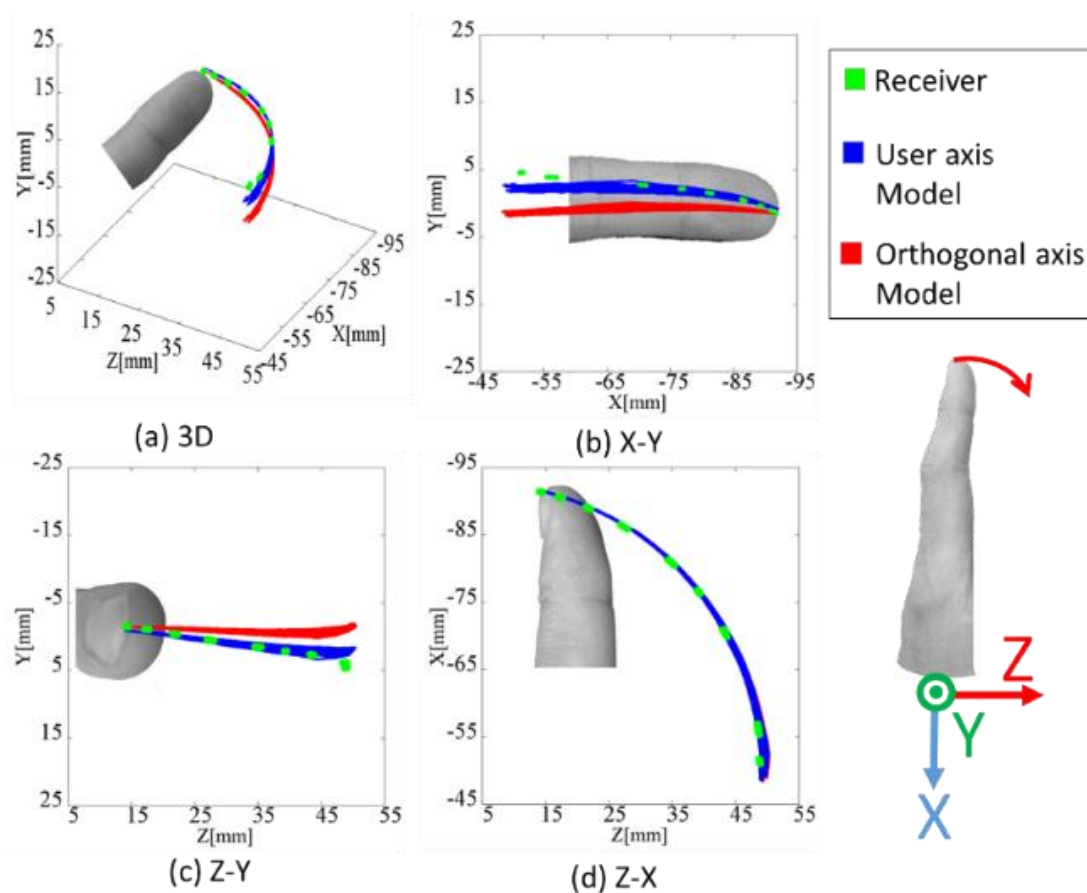 25
15
5
-5
-15
-25
Y[mm]
5
15
25
35
45
55
Z[mm]
-45
-55
-65
-75
-85
-95
X[mm]
(a) 3D
25
15
5
-5
-15
-25
Y[mm]
-45
-55
-65
-75
-85
-95
X[mm]
(b) X-Y
Receiver
User axis
Model
Orthogonal axis
Model
-25
-15
-5
5
15
25
Y[mm]
5
15
25
35
45
55
Z[mm]
(c) Z-Y
-95
-85
-75
-65
-55
-45
X[mm]
5
15
25
35
45
55
Z[mm]
(d) Z-X
Z
Y
X